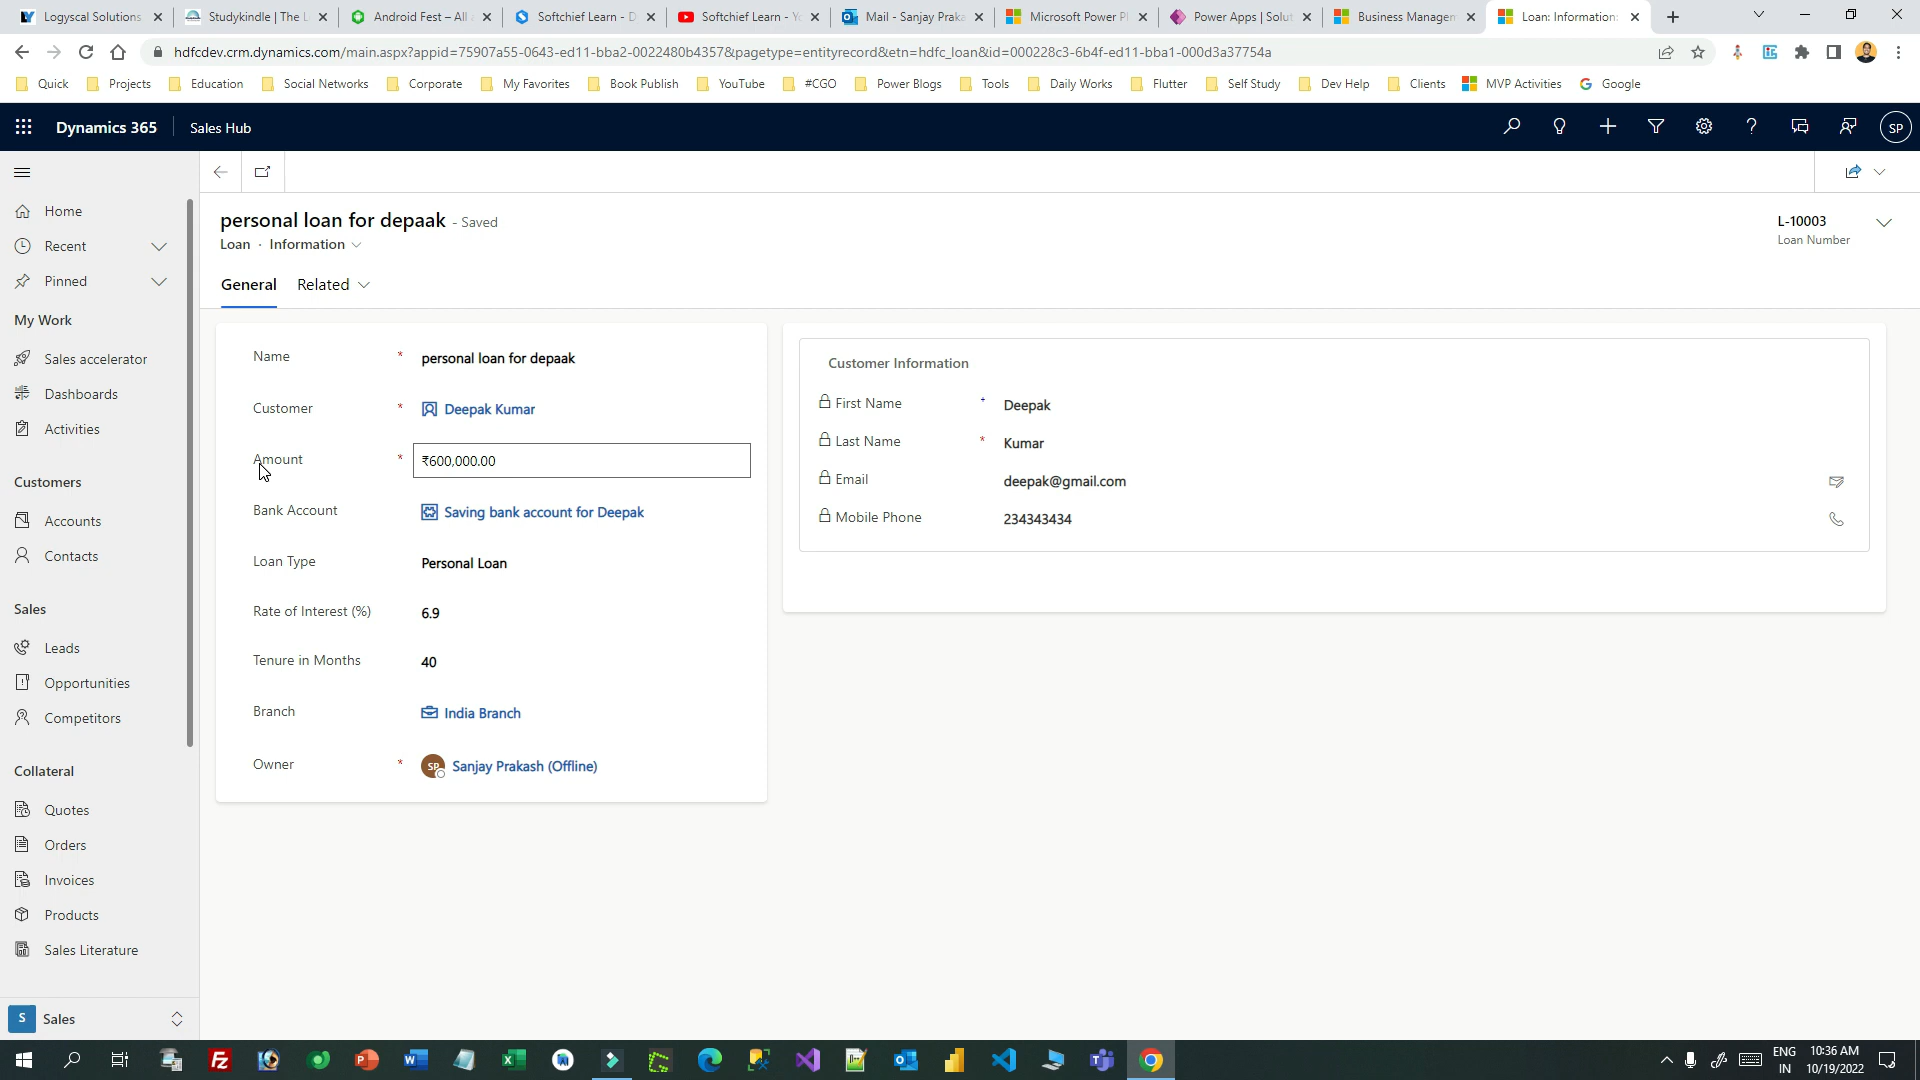 Logyscal Solutions
Studykindle | The L
Android Fest – All
Softchief Learn - D
Softchief Learn - Yo
Mail - Sanjay Praka
Microsoft Power Pl
Power Apps | Solut
Business Managem
Loan: Information:
hdfcdev.crm.dynamics.com/main.aspx?appid=75907a55-0643-ed11-bba2-0022480b4357&pagetype=entityrecord&etn=hdfc_loan&id=000228c3-6b4f-ed11-bba1-000d3a37754a
Quick Projects Education Social Networks Corporate My Favorites Book Publish YouTube #CGO Power Blogs Tools Daily Works Flutter Self Study Dev Help Clients MVP Activities Google
Dynamics 365 Sales Hub SP
Home
Recent
Pinned
My Work
Sales accelerator
Dashboards
Activities
Customers
Accounts
Contacts
Sales
Leads
Opportunities
Competitors
Collateral
Quotes
Orders
Invoices
Products
Sales Literature
S Sales
personal loan for depaak - Saved
Loan · Information
L-10003
Loan Number
General Related
Name * personal loan for depaak
Customer * Deepak Kumar
Amount * ₹600,000.00
Bank Account Saving bank account for Deepak
Loan Type Personal Loan
Rate of Interest (%) 6.9
Tenure in Months 40
Branch India Branch
Owner * SP Sanjay Prakash (Offline)
Customer Information
First Name + Deepak
Last Name * Kumar
Email deepak@gmail.com
Mobile Phone 234343434
ENG
IN
10:36 AM
10/19/2022